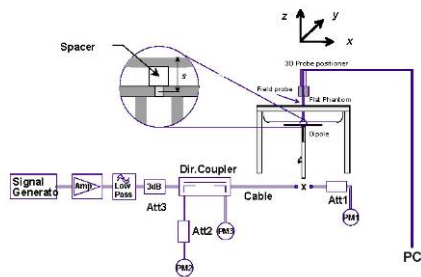 z
y
x
Spacer
s
3D Probe positioner
Field probe
Flat Phantom
Dipole
Signal
Generato
Amp
Low
Pass
3dB
Att3
Dir.Coupler
Cable
x
Att1
PM1
Att2
PM3
PM2
PC